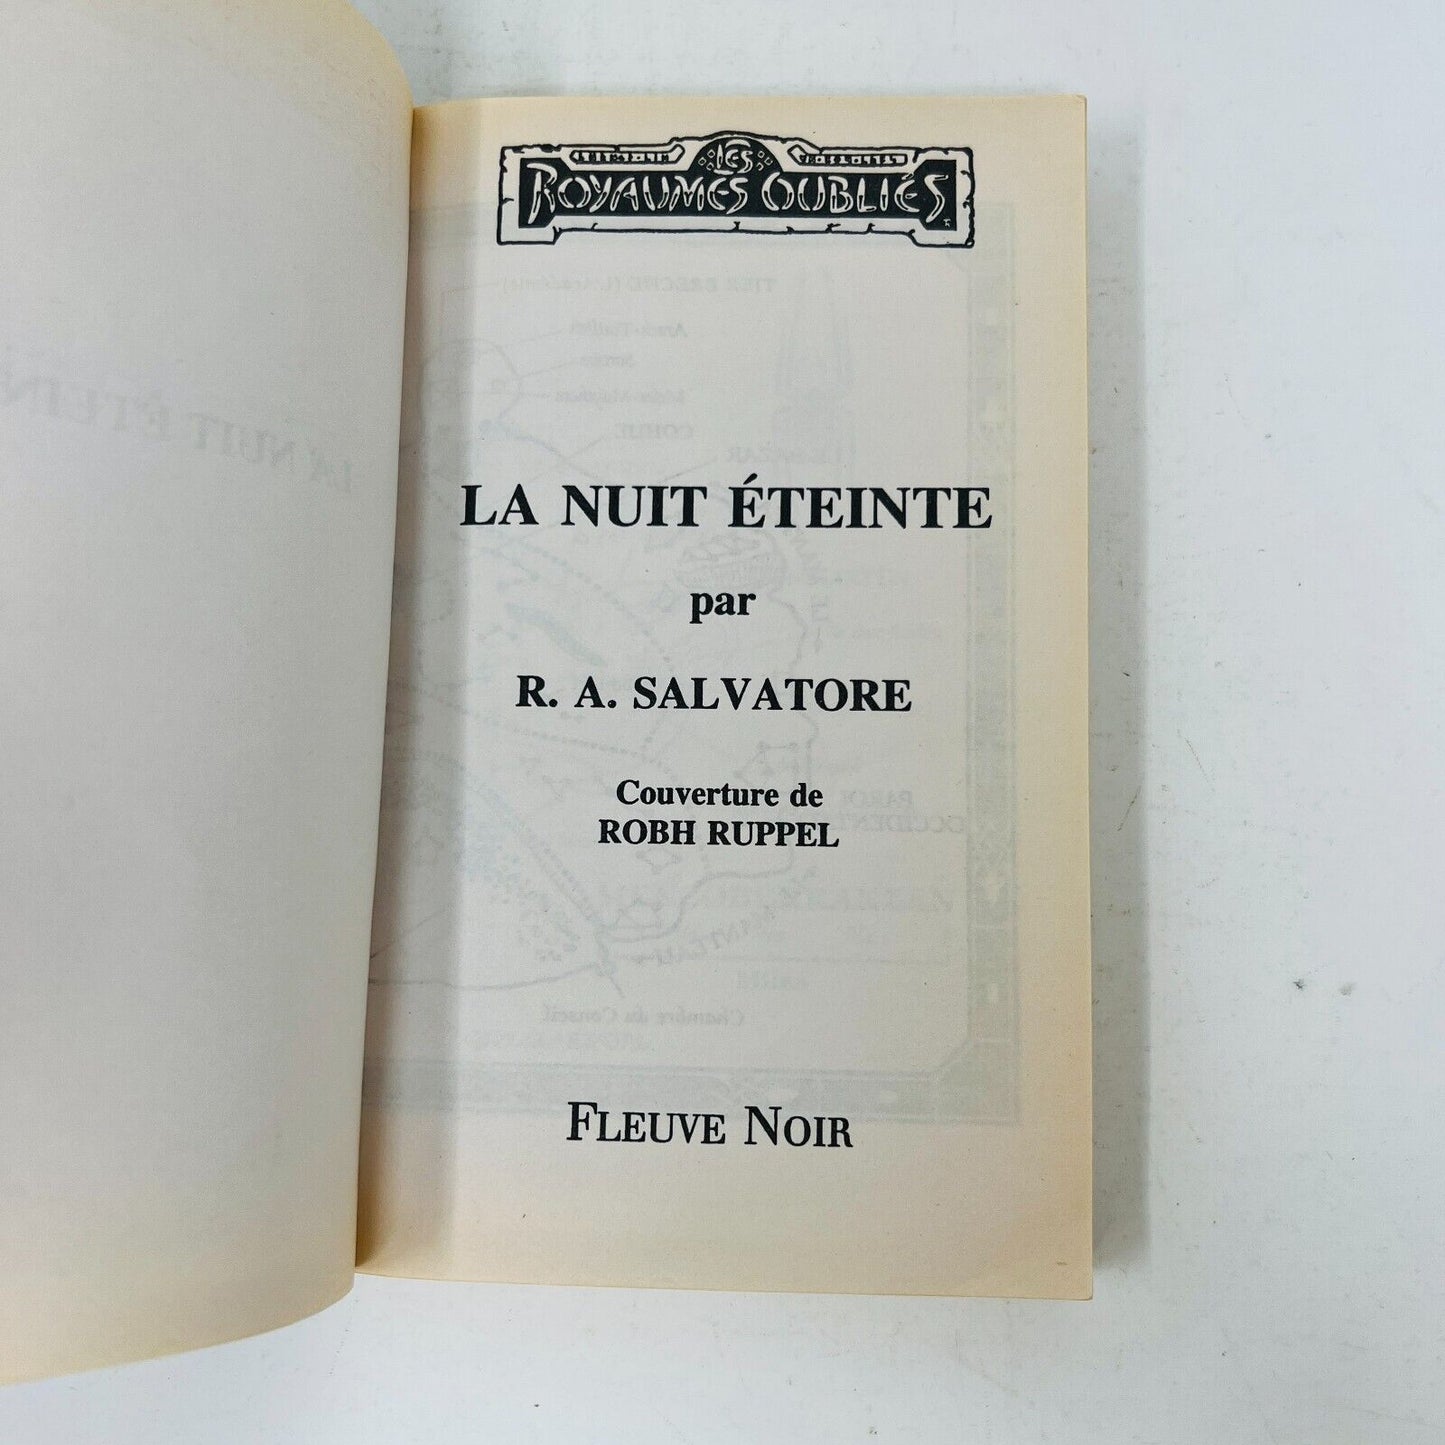 LES
ROYAUMES OUBLIÉS
LA NUIT ÉTEINTE
par
R. A. SALVATORE
Couverture de
ROBH RUPPEL
FLEUVE NOIR